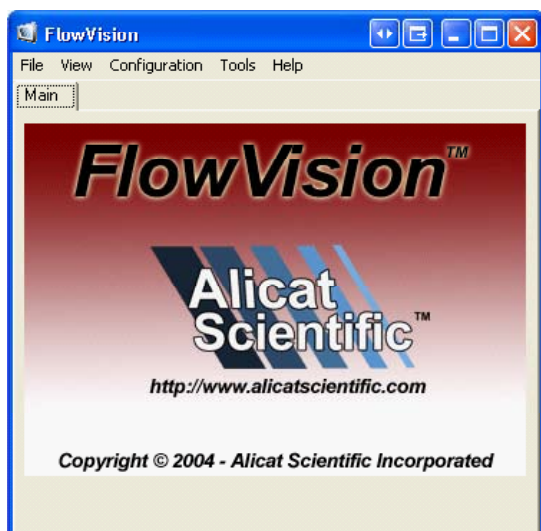 FlowVision
File View Configuration Tools Help
Main
FlowVision™
Alicat
Scientific™
http://www.alicatscientific.com
Copyright © 2004 - Alicat Scientific Incorporated